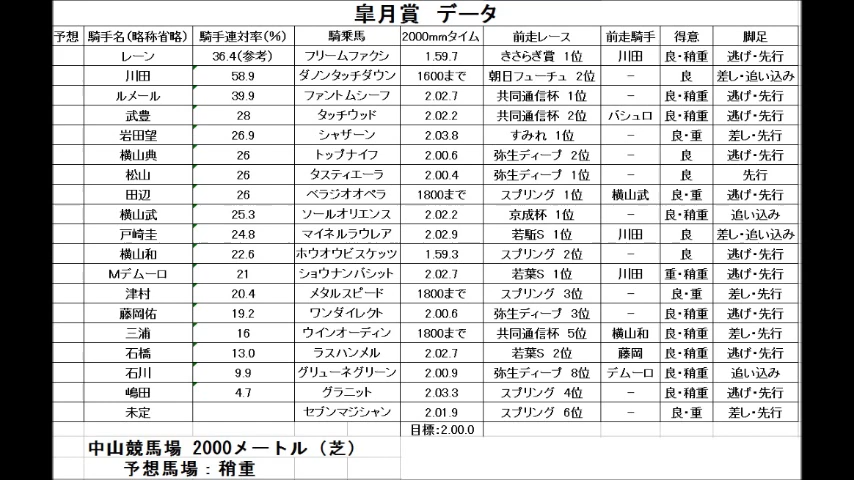 皐月賞 データ
予想 騎手名(略称省略) 騎手連対率(%) 騎乗馬 2000mmタイム 前走レース 前走騎手 得意 脚足
レーン 36.4(参考) フリームファクシ 1.59.7 きさらぎ賞 1位 川田 良・稍重 逃げ・先行
川田 58.9 ダノンタッチダウン 1600まで 朝日フューチュ 2位 － 良 差し・追い込み
ルメール 39.9 ファントムシーフ 2.02.7 共同通信杯 1位 － 良・稍重 逃げ・先行
武豊 28 タッチウッド 2.02.2 共同通信杯 2位 バシュロ 良・稍重 逃げ・先行
岩田望 26.9 シャザーン 2.03.8 すみれ 1位 － 良・重 差し・先行
横山典 26 トップナイフ 2.00.6 弥生ディープ 2位 － 良 逃げ・先行
松山 26 タスティエーラ 2.00.4 弥生ディープ 1位 － 良 先行
田辺 26 ベラジオオペラ 1800まで スプリング 1位 横山武 良・重 逃げ・先行
横山武 25.3 ソールオリエンス 2.02.2 京成杯 1位 － 良・稍重 追い込み
戸崎圭 24.8 マイネルラウレア 2.02.9 若駒S 1位 川田 良 差し・追い込み
横山和 22.6 ホウオウビスケッツ 1.59.3 スプリング 2位 － 良・稍重 逃げ・先行
Mデムーロ 21 ショウナンバシット 2.02.7 若葉S 1位 川田 重・稍重 逃げ・先行
津村 20.4 メタルスピード 1800まで スプリング 3位 － 良・重 差し・先行
藤岡佑 19.2 ワンダイレクト 2.00.6 弥生ディープ 3位 － 良・稍重 差し・先行
三浦 16 ウインオーディン 1800まで 共同通信杯 5位 横山和 良・稍重 差し・先行
石橋 13.0 ラスハンメル 2.02.7 若葉S 2位 藤岡 良・稍重 逃げ・先行
石川 9.9 グリューネグリーン 2.00.9 弥生ディープ 8位 デムーロ 良・稍重 追い込み
嶋田 4.7 グラニット 2.03.3 スプリング 4位 － 良・稍重 逃げ・先行
未定 セブンマジシャン 2.01.9 スプリング 6位 － 良・重 差し・先行
目標:2.00.0
中山競馬場 2000メートル（芝）
予想馬場：稍重